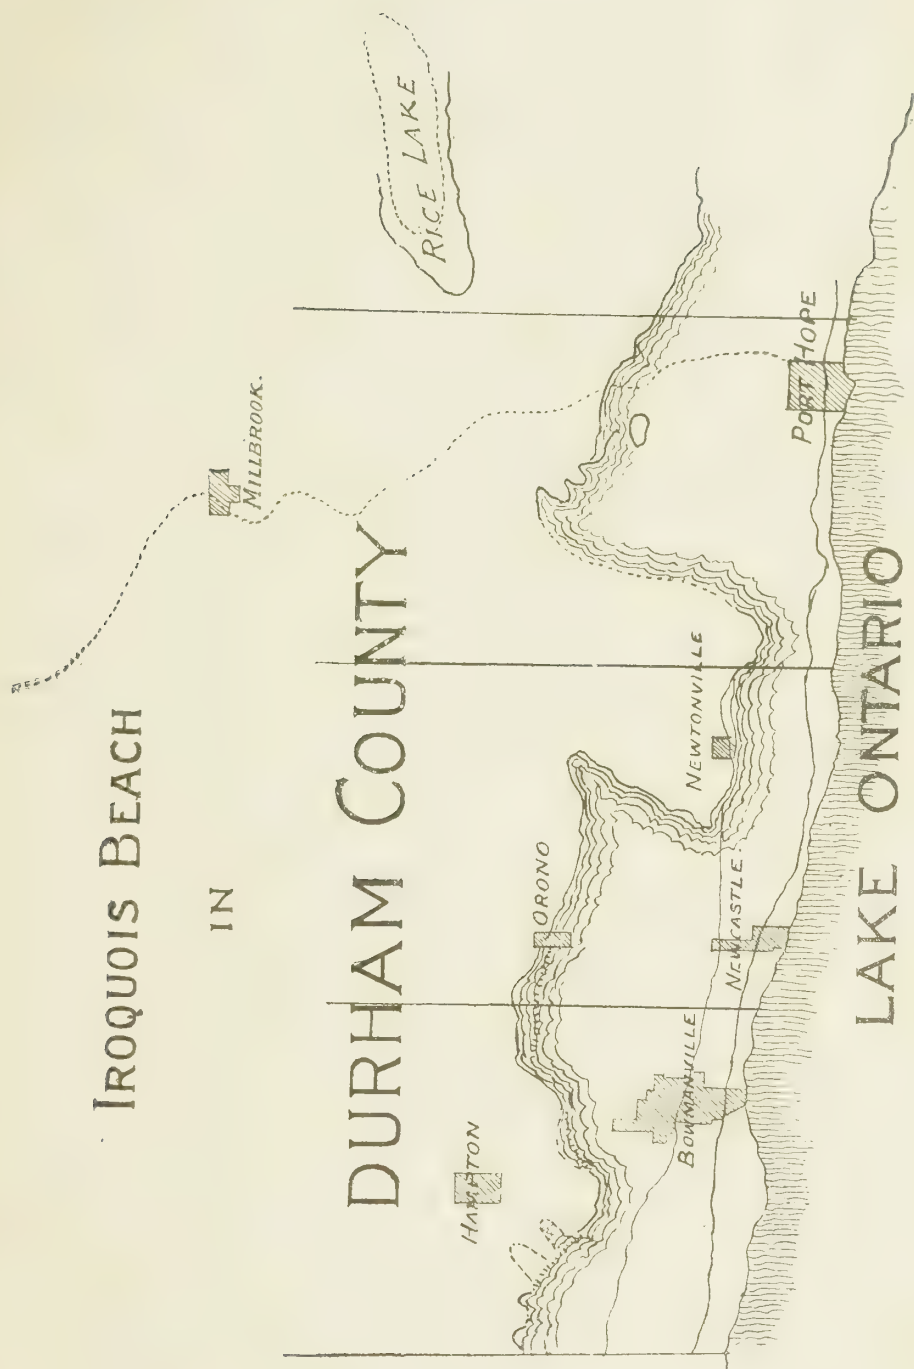 IROQUOIS BEACH
IN
DURHAM COUNTY
RICE LAKE
MILLBROOK.
HAMPTON
ORONO
NEWTONVILLE
PORT HOPE
NEWCASTLE.
BOWMANVILLE
LAKE ONTARIO